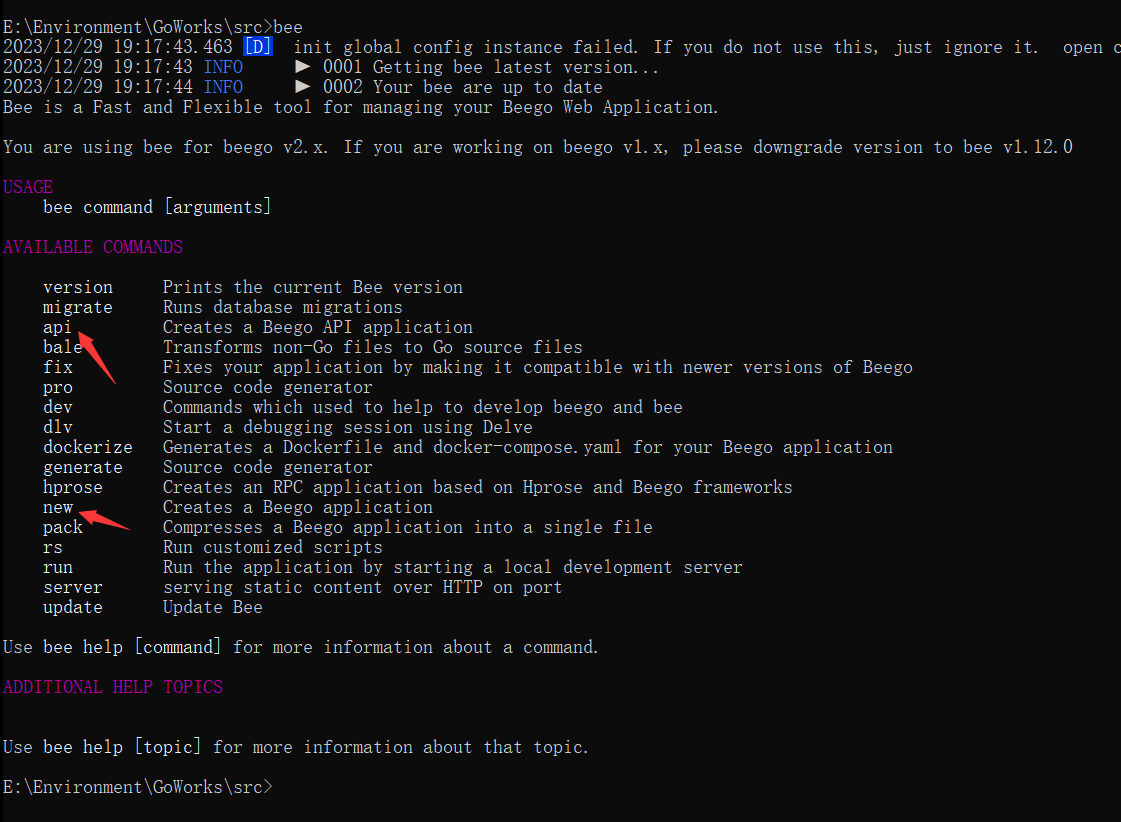 E:\Environment\GoWorks\src>bee
2023/12/29 19:17:43.463 [D]  init global config instance failed. If you do not use this, just ignore it.  open
2023/12/29 19:17:43 INFO     ▶ 0001 Getting bee latest version...
2023/12/29 19:17:44 INFO     ▶ 0002 Your bee are up to date
Bee is a Fast and Flexible tool for managing your Beego Web Application.
You are using bee for beego v2.x. If you are working on beego v1.x, please downgrade version to bee v1.12.0
USAGE
    bee command [arguments]
AVAILABLE COMMANDS
    version     Prints the current Bee version
    migrate     Runs database migrations
    api         Creates a Beego API application
    bale        Transforms non-Go files to Go source files
    fix         Fixes your application by making it compatible with newer versions of Beego
    pro         Source code generator
    dev         Commands which used to help to develop beego and bee
    dlv         Start a debugging session using Delve
    dockerize   Generates a Dockerfile and docker-compose.yaml for your Beego application
    generate    Source code generator
    hprose      Creates an RPC application based on Hprose and Beego frameworks
    new         Creates a Beego application
    pack        Compresses a Beego application into a single file
    rs          Run customized scripts
    run         Run the application by starting a local development server
    server      serving static content over HTTP on port
    update      Update Bee
Use bee help [command] for more information about a command.
ADDITIONAL HELP TOPICS
Use bee help [topic] for more information about that topic.
E:\Environment\GoWorks\src>